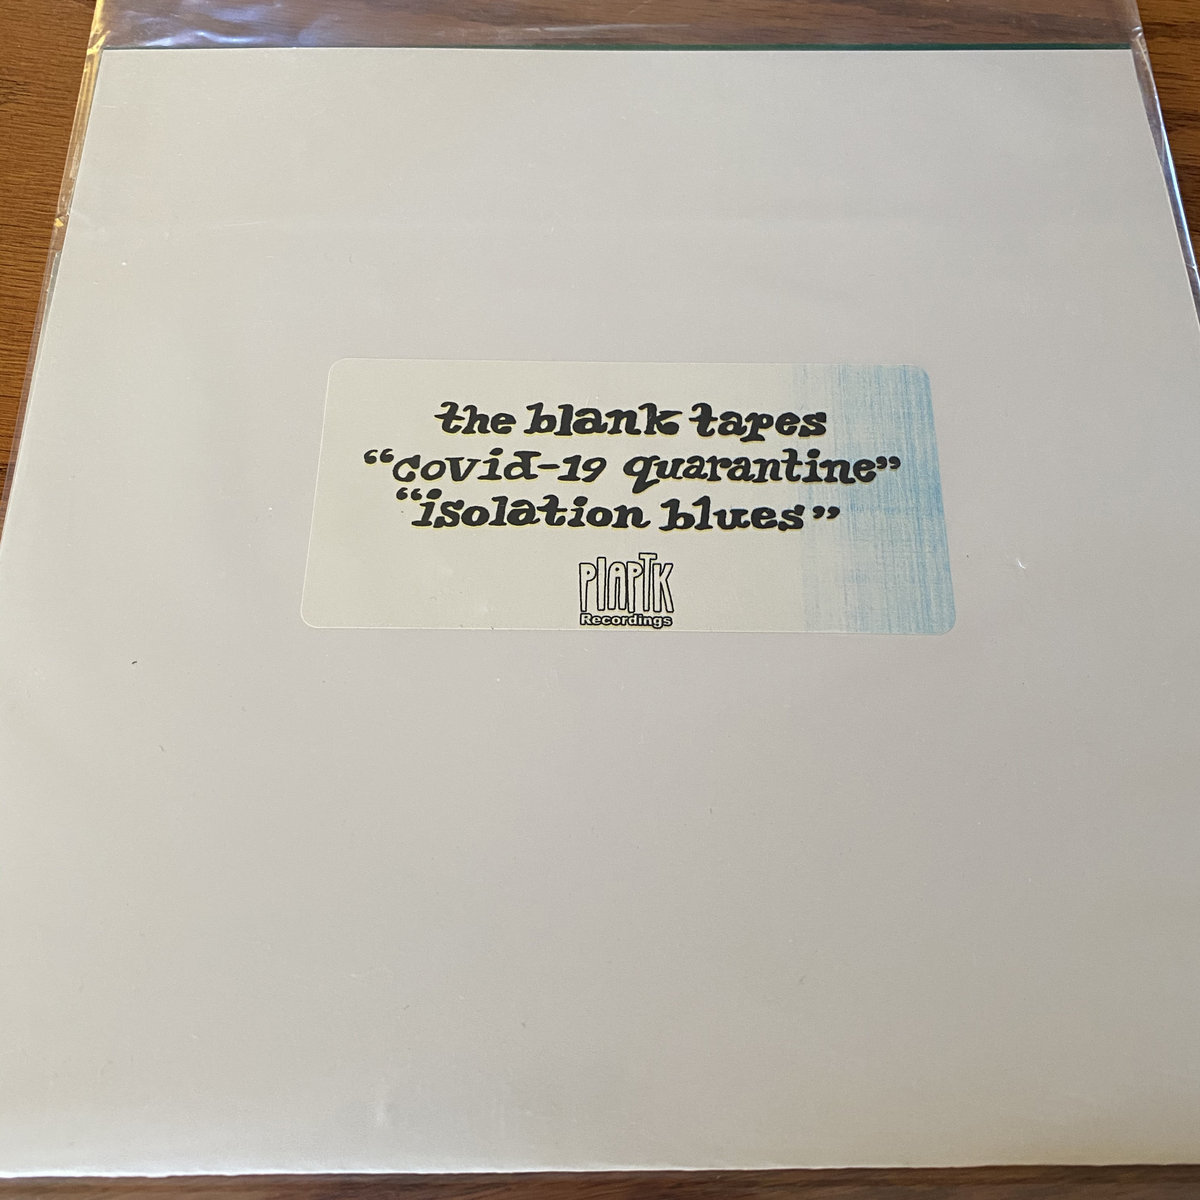 the blank tapes
“covid-19 quarantine”
“isolation blues”
PIAPTK
Recordings